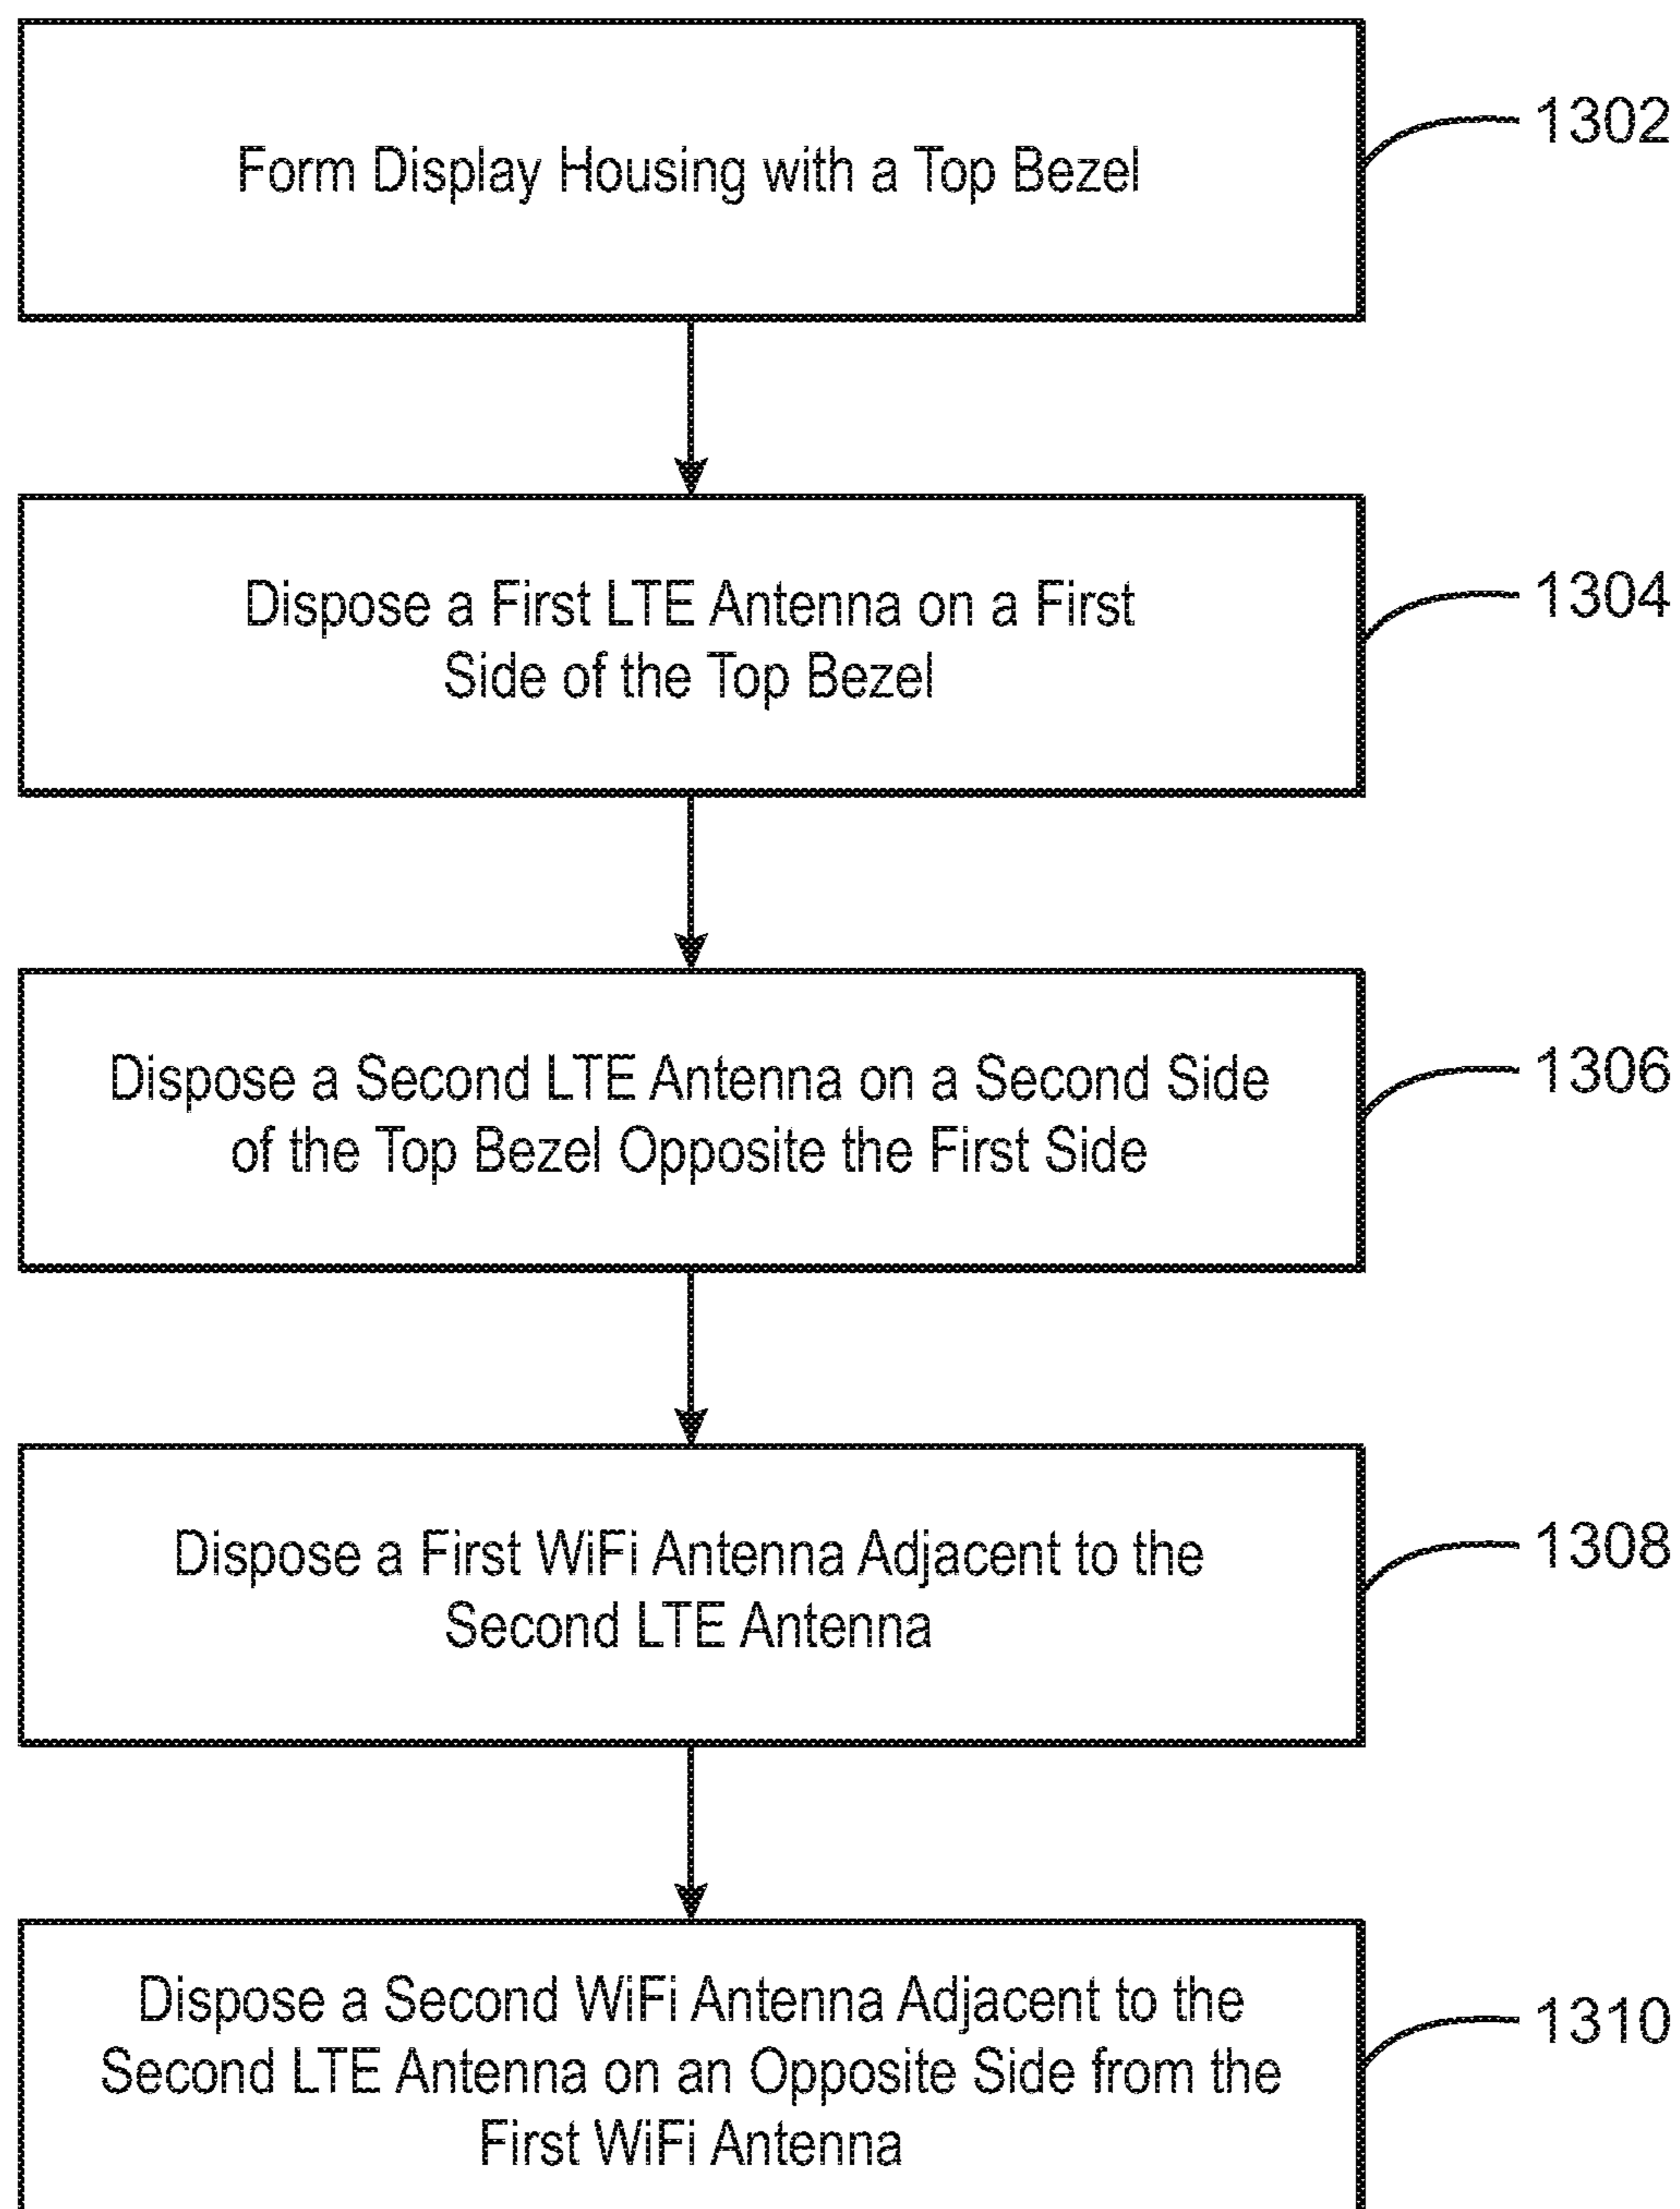 Form Display Housing with a Top Bezel
1302
Dispose a First LTE Antenna on a First
Side of the Top Bezel
1304
Dispose a Second LTE Antenna on a Second Side
of the Top Bezel Opposite the First Side
1306
Dispose a First WiFi Antenna Adjacent to the
Second LTE Antenna
1308
Dispose a Second WiFi Antenna Adjacent to the
Second LTE Antenna on an Opposite Side from the
First WiFi Antenna
1310